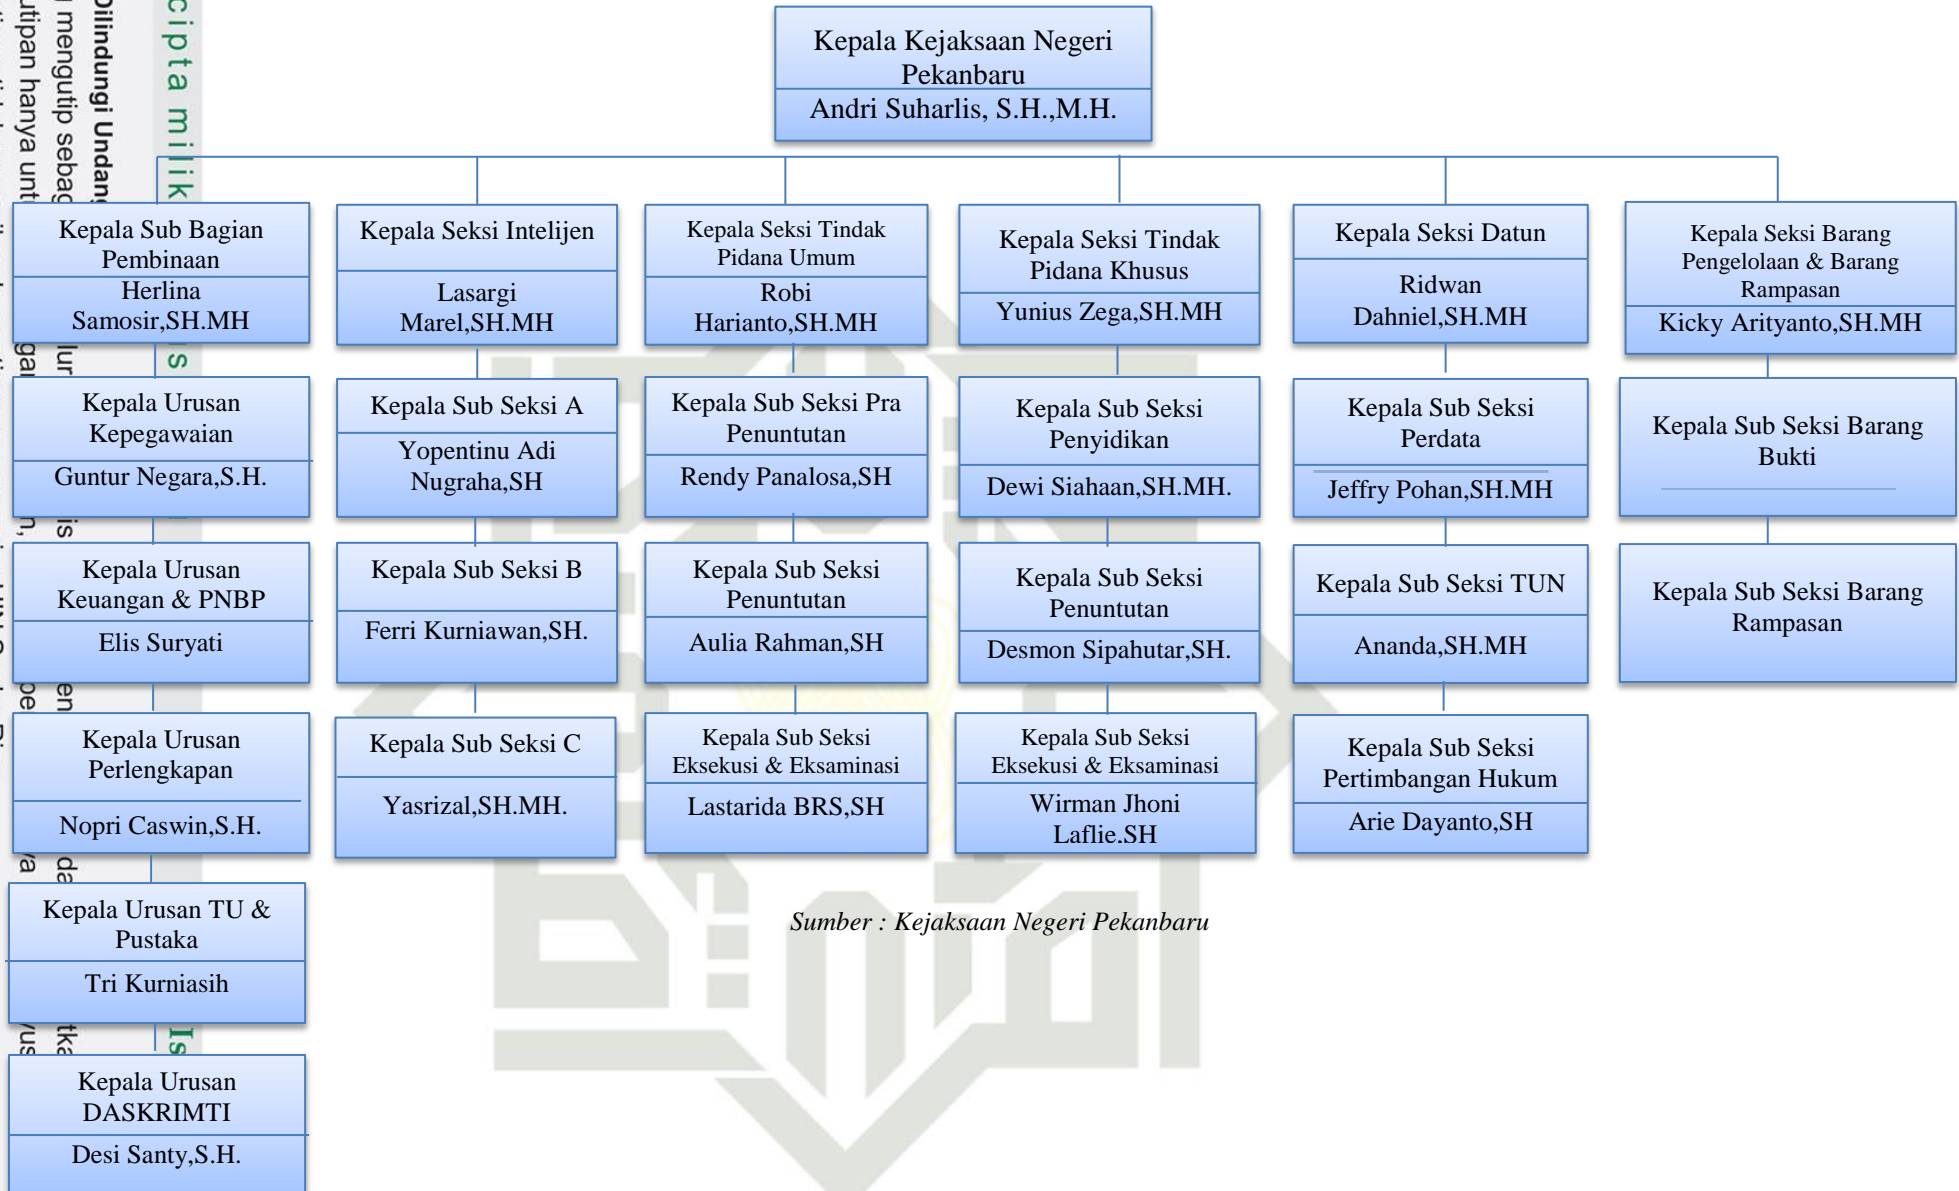 Kepala Kejaksaan Negeri
Pekanbaru
Andri Suharlis, S.H.,M.H.
Kepala Sub Bagian
Pembinaan
Herlina
Samosir,SH.MH
Kepala Urusan
Kepegawaian
Guntur Negara,S.H.
Kepala Urusan
Keuangan & PNBP
Elis Suryati
Kepala Urusan
Perlengkapan
Nopri Caswin,S.H.
Kepala Urusan TU &
Pustaka
Tri Kurniasih
Kepala Urusan
DASKRIMTI
Desi Santy,S.H.
Kepala Seksi Intelijen
Lasargi
Marel,SH.MH
Kepala Sub Seksi A
Yopentinu Adi
Nugraha,SH
Kepala Sub Seksi B
Ferri Kurniawan,SH.
Kepala Sub Seksi C
Yasrizal,SH.MH.
Kepala Seksi Tindak
Pidana Umum
Robi
Harianto,SH.MH
Kepala Sub Seksi Pra
Penuntutan
Rendy Panalosa,SH
Kepala Sub Seksi
Penuntutan
Aulia Rahman,SH
Kepala Sub Seksi
Eksekusi & Eksaminasi
Lastarida BRS,SH
Kepala Seksi Tindak
Pidana Khusus
Yunius Zega,SH.MH
Kepala Sub Seksi
Penyidikan
Dewi Siahaan,SH.MH.
Kepala Sub Seksi
Penuntutan
Desmon Sipahutar,SH.
Kepala Sub Seksi
Eksekusi & Eksaminasi
Wirman Jhoni
Laflie.SH
Kepala Seksi Datun
Ridwan
Dahniel,SH.MH
Kepala Sub Seksi
Perdata
Jeffry Pohan,SH.MH
Kepala Sub Seksi TUN
Ananda,SH.MH
Kepala Sub Seksi
Pertimbangan Hukum
Arie Dayanto,SH
Kepala Seksi Barang
Pengelolaan & Barang
Rampasan
Kicky Arityanto,SH.MH
Kepala Sub Seksi Barang
Bukti
Kepala Sub Seksi Barang
Rampasan
Sumber : Kejaksaan Negeri Pekanbaru
cipta milik
Dilindungi
mengutip
hanya